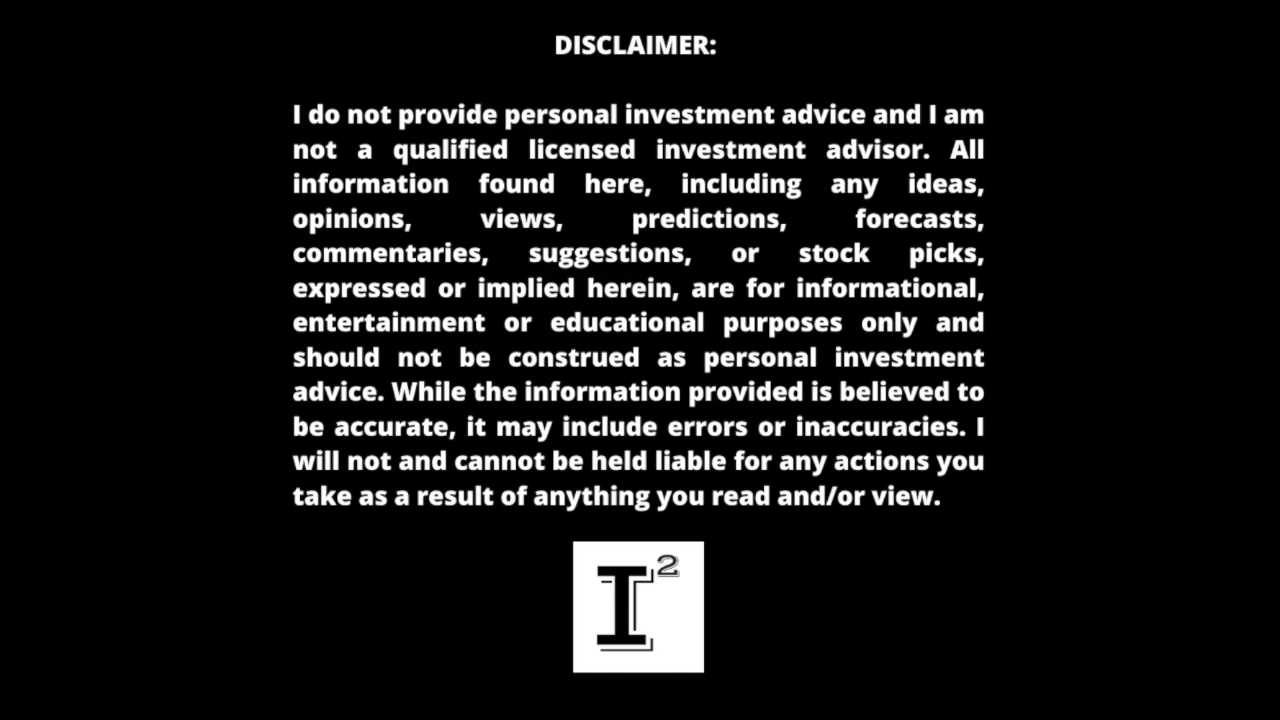 DISCLAIMER:
I do not provide personal investment advice and I am
not a qualified licensed investment advisor. All
information found here, including any ideas,
opinions, views, predictions, forecasts,
commentaries, suggestions, or stock picks,
expressed or implied herein, are for informational,
entertainment or educational purposes only and
should not be construed as personal investment
advice. While the information provided is believed to
be accurate, it may include errors or inaccuracies. I
will not and cannot be held liable for any actions you
take as a result of anything you read and/or view.
I²